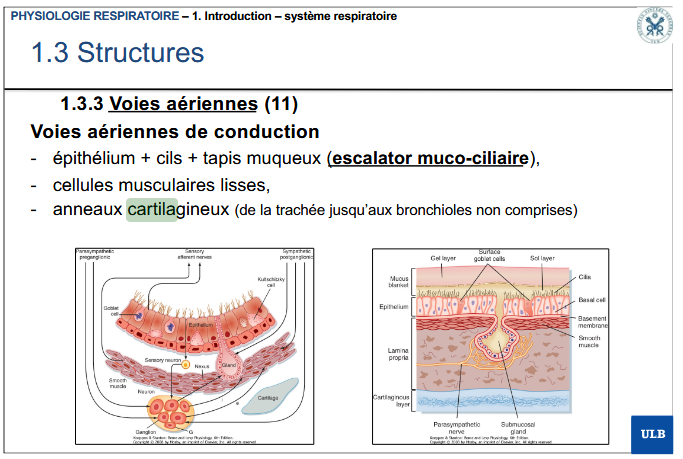 PHYSIOLOGIE RESPIRATOIRE – 1. Introduction – système respiratoire
1.3 Structures
1.3.3 Voies aériennes (11)
Voies aériennes de conduction
- épithélium + cils + tapis muqueux (escalator muco-ciliaire),
- cellules musculaires lisses,
- anneaux cartilagineux (de la trachée jusqu'aux bronchioles non comprises)
Parasympathetic
preganglionic
Sensory
afferent nerves
Sympathetic
postganglionic
Kultschitzky
cell
Goblet
cell
Epithelium
Sensory neuron
Nexus
Gland
Smooth
muscle
Neuron
Cartilage
Ganglion
G
Koeppen & Stanton: Berne and Levy Physiology, 6th Edition.
Copyright © 2008 by Mosby, an imprint of Elsevier, Inc. All rights reserved
Gel layer
Surface
goblet cells
Sol layer
Mucus
blanket
Cilia
Epithelium
Basal cell
Basement
membrane
Smooth
muscle
Lamina
propria
Cartilaginous
layer
Parasympathetic
nerve
Submucosal
gland
Koeppen & Stanton: Berne and Levy Physiology, 6th Edition.
Copyright © 2008 by Mosby, an imprint of Elsevier, Inc. All rights reserved
ULB